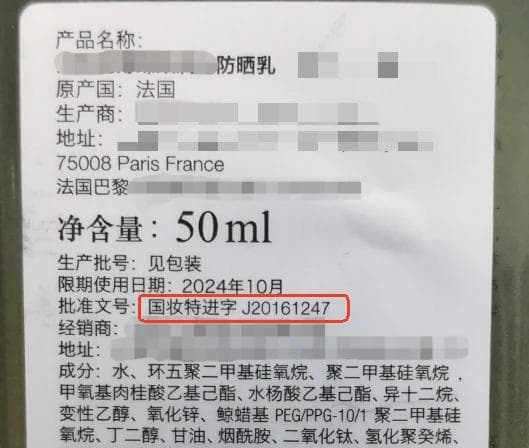 产品名称:
防晒乳
原产国: 法国
生产商:
地址:
75008 Paris France
法国巴黎
净含量: 50ml
生产批号: 见包装
限期使用日期: 2024年10月
批准文号: 国妆特进字 J20161247
经销商:
地址:
成分: 水、环五聚二甲基硅氧烷、聚二甲基硅氧烷,
甲氧基肉桂酸乙基己酯、水杨酸乙基己酯、异十二烷、
变性乙醇、氧化锌、鲸蜡基 PEG/PPG-10/1 聚二甲基硅
氧烷、丁二醇、甘油、烟酰胺、二氧化钛、氢化聚癸烯、